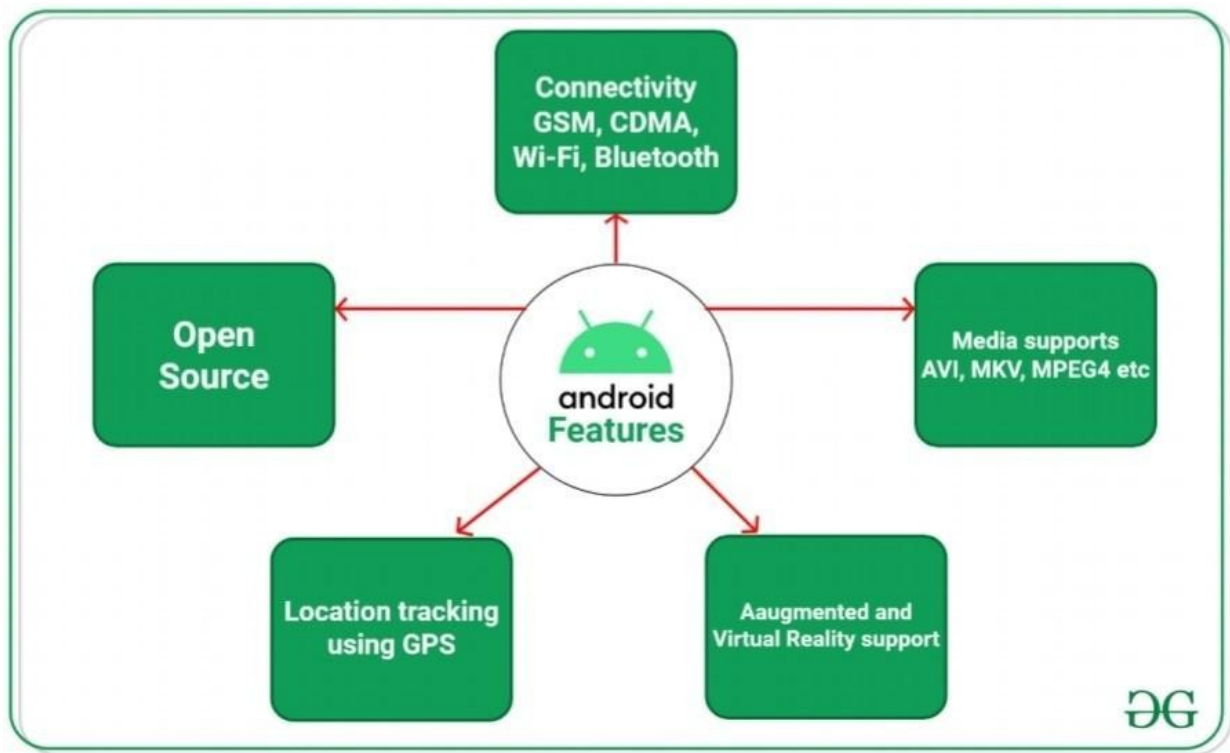 Connectivity
GSM, CDMA,
Wi-Fi, Bluetooth
Open
Source
android
Features
Media supports
AVI, MKV, MPEG4 etc
Location tracking
using GPS
Aaugmented and
Virtual Reality support